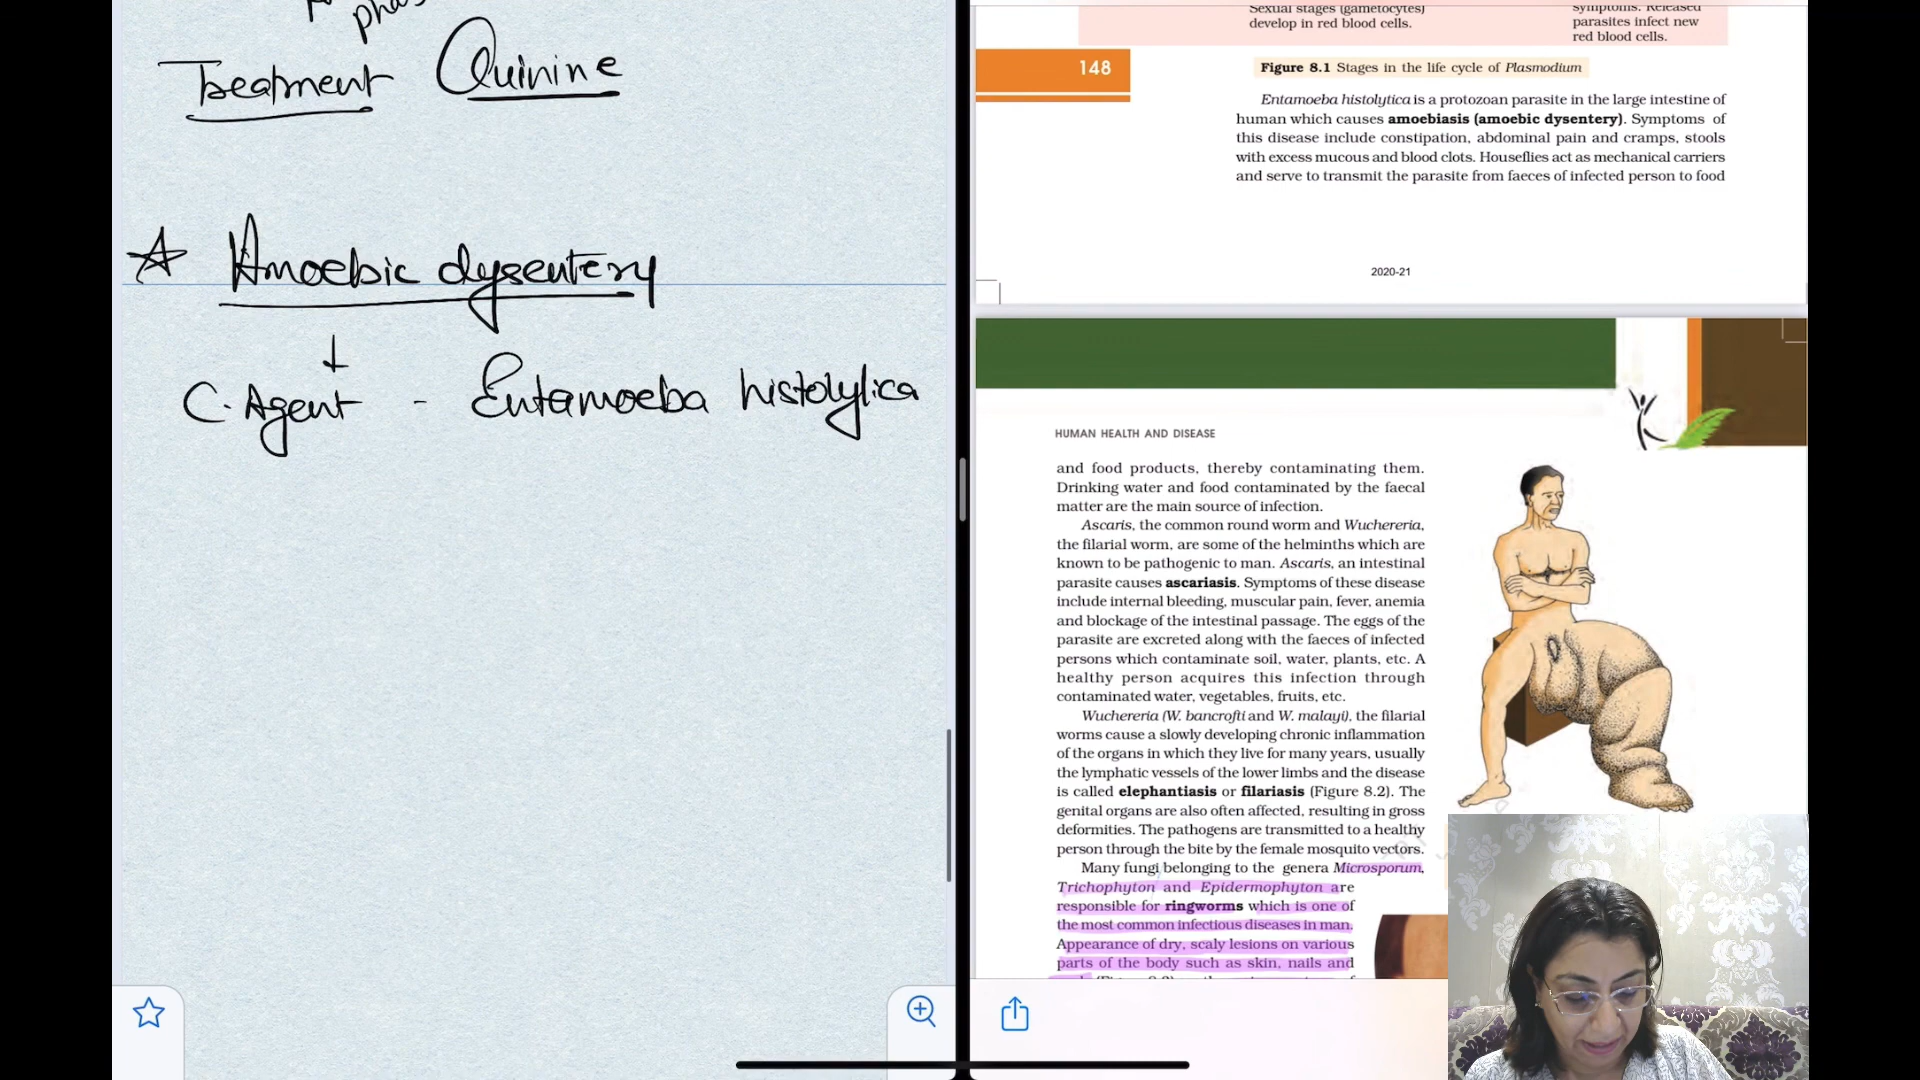 phas
Treatment Quinine
Amoebic dysentery
C. Agent - Entamoeba histolytica
Sexual stages (gametocytes)
develop in red blood cells.
symptoms. Released
parasites infect new
red blood cells.
148
Figure 8.1 Stages in the life cycle of Plasmodium
Entamoeba histolytica is a protozoan parasite in the large intestine of
human which causes amoebiasis (amoebic dysentery). Symptoms of
this disease include constipation, abdominal pain and cramps, stools
with excess mucous and blood clots. Houseflies act as mechanical carriers
and serve to transmit the parasite from faeces of infected person to food
2020-21
HUMAN HEALTH AND DISEASE
and food products, thereby contaminating them.
Drinking water and food contaminated by the faecal
matter are the main source of infection.
Ascaris, the common round worm and Wuchereria,
the filarial worm, are some of the helminths which are
known to be pathogenic to man. Ascaris, an intestinal
parasite causes ascariasis. Symptoms of these disease
include internal bleeding, muscular pain, fever, anemia
and blockage of the intestinal passage. The eggs of the
parasite are excreted along with the faeces of infected
persons which contaminate soil, water, plants, etc. A
healthy person acquires this infection through
contaminated water, vegetables, fruits, etc.
Wuchereria (W. bancrofti and W. malayi), the filarial
worms cause a slowly developing chronic inflammation
of the organs in which they live for many years, usually
the lymphatic vessels of the lower limbs and the disease
is called elephantiasis or filariasis (Figure 8.2). The
genital organs are also often affected, resulting in gross
deformities. The pathogens are transmitted to a healthy
person through the bite by the female mosquito vectors.
Many fungi belonging to the genera Microsporum,
Trichophyton and Epidermophyton are
responsible for ringworms which is one of
the most common infectious diseases in man.
Appearance of dry, scaly lesions on various
parts of the body such as skin, nails and